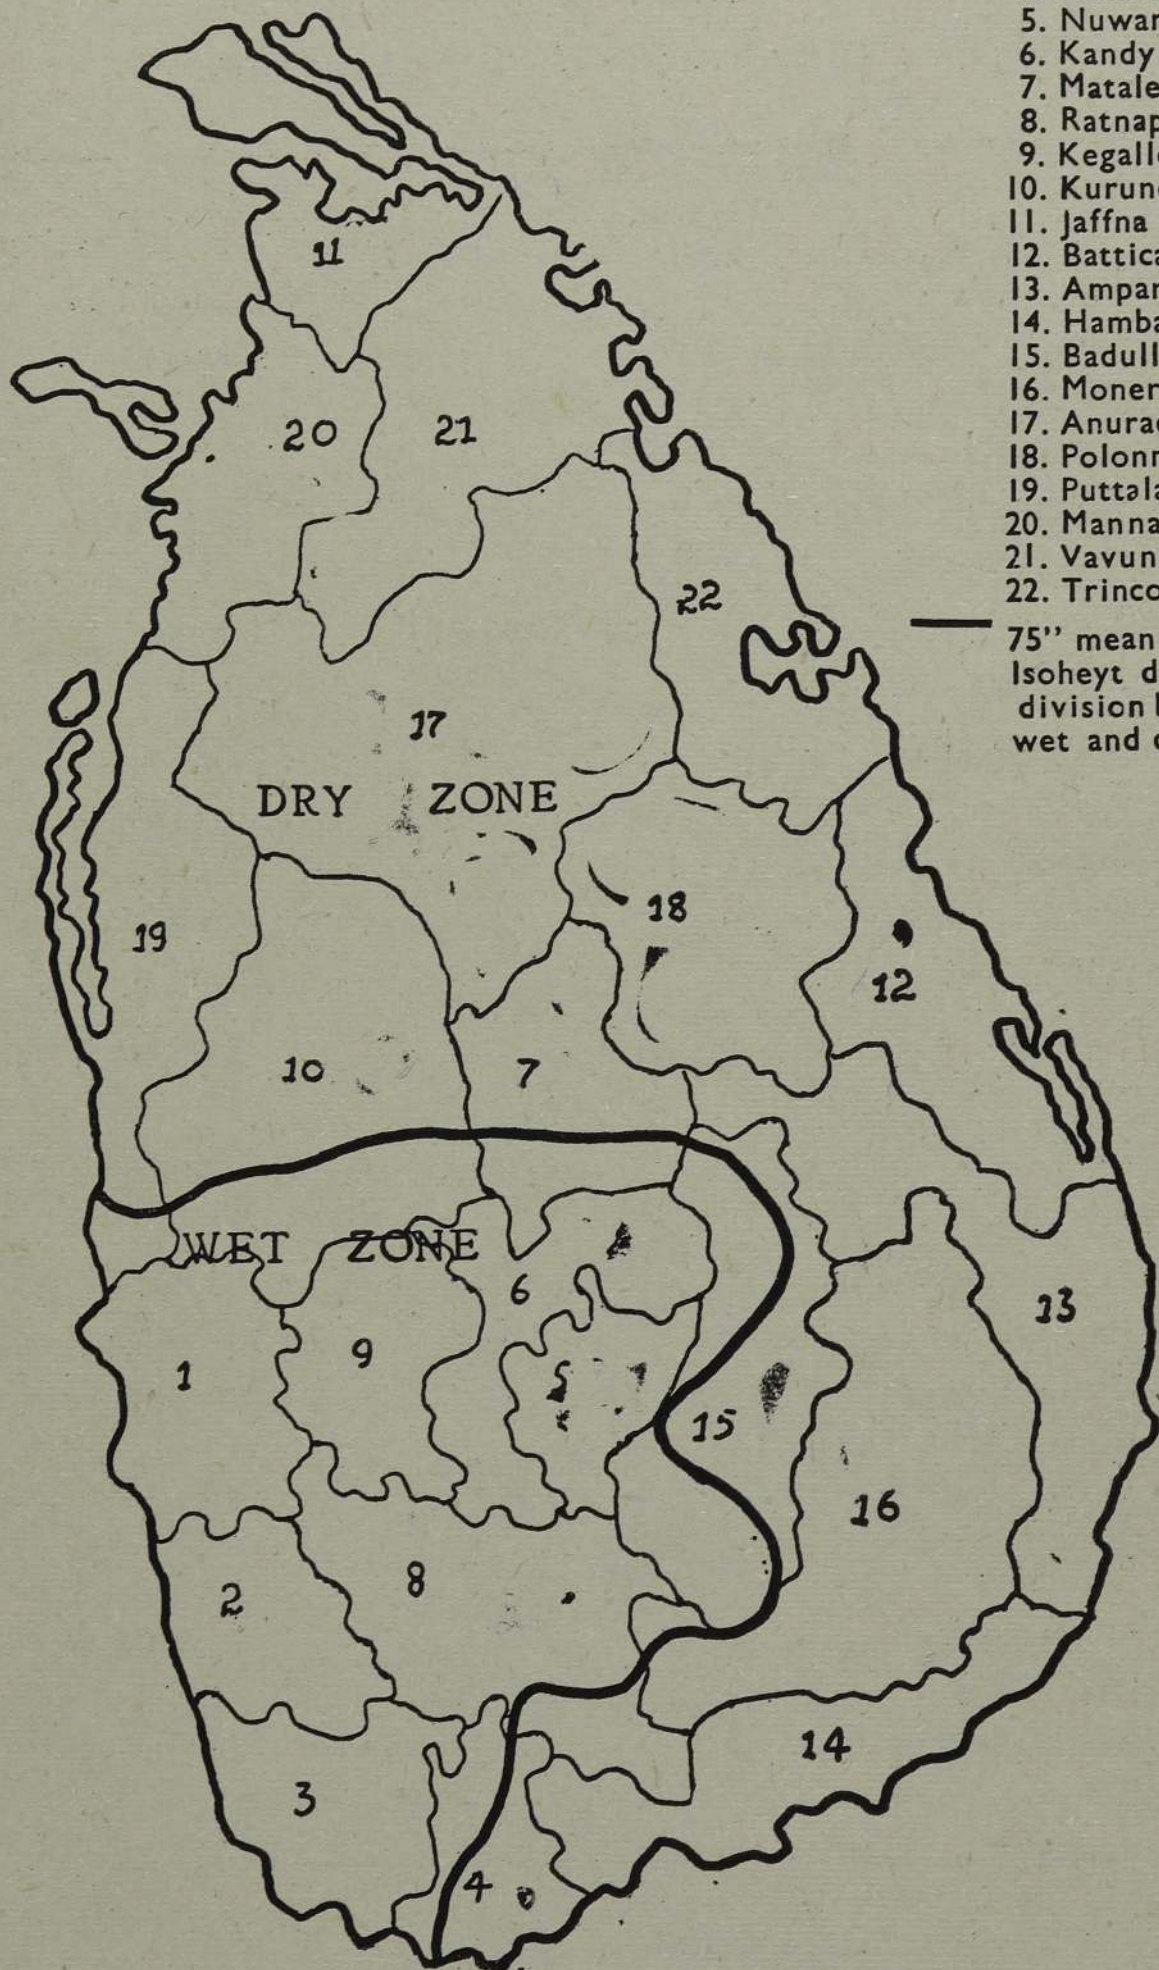 5. Nuwar
6. Kandy
7. Matale
8. Ratnap
9. Kegall
10. Kurun
11. Jaffna
12. Battica
13. Ampar
14. Hamba
15. Badull
16. Moner
17. Anura
18. Polonn
19. Puttala
20. Manna
21. Vavun
22. Trinco
75" mean
Isoheyt d
division
wet and
11
20 21
22
17
DRY ZONE
18
19
12
10 7
WET ZONE
6
13
9
1
5
15
16
8
2
14
3
4